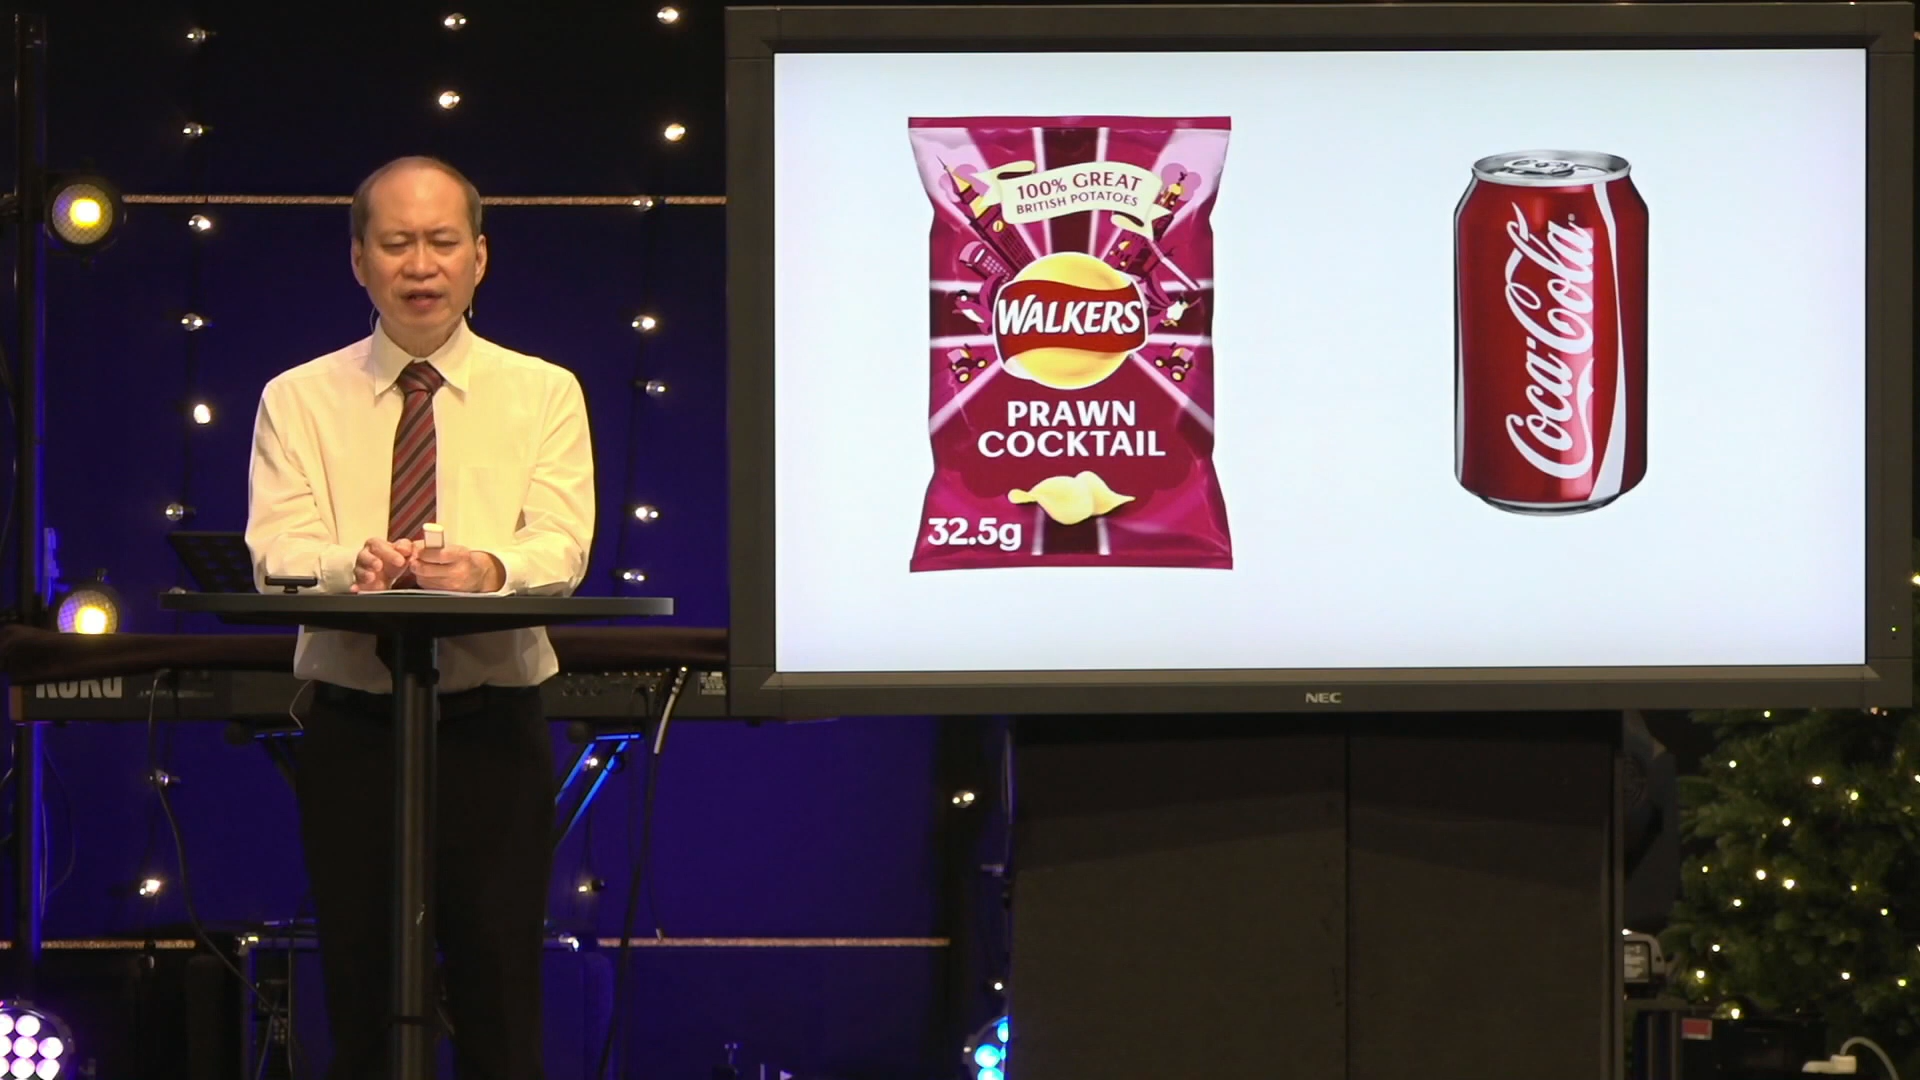 100% GREAT
BRITISH POTATOES
WALKERS
PRAWN
COCKTAIL
32.5g
Coca-Cola
NEC
KORG